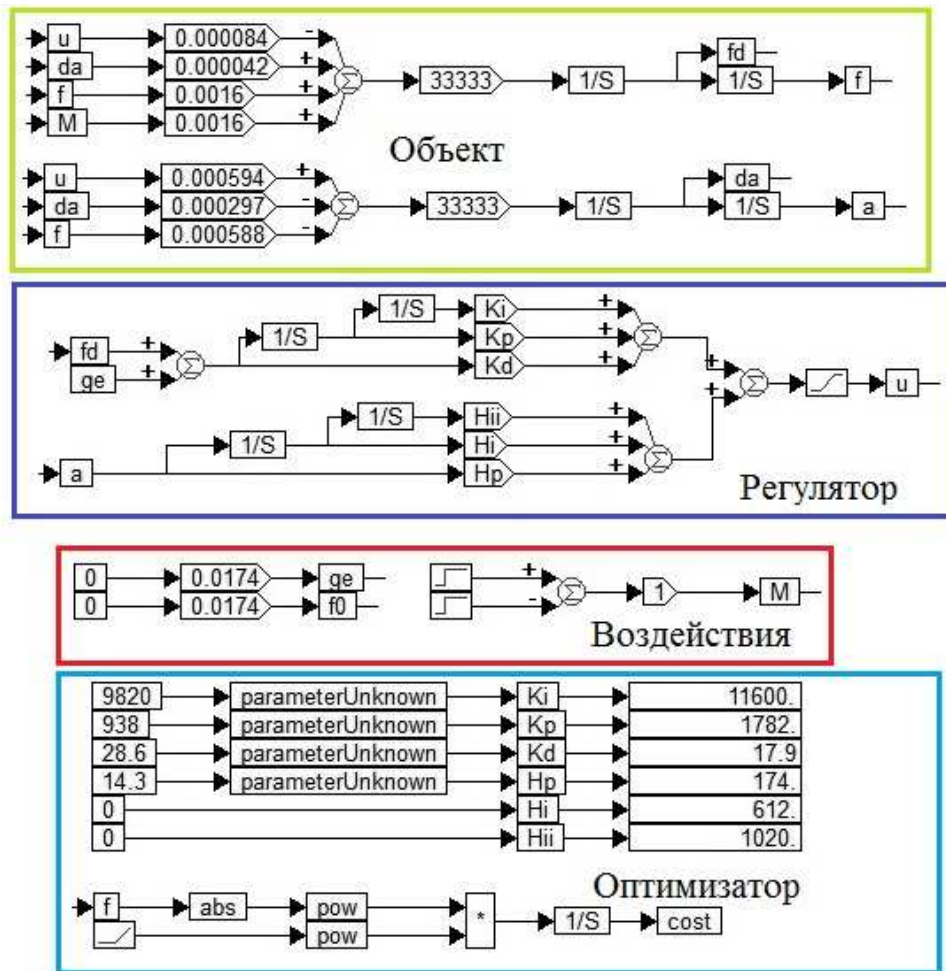 u 0.000084 -
da 0.000042 + fd
f 0.0016 + Σ 33333 1/S 1/S f
M 0.0016 +
Объект
u 0.000594 + da
da 0.000297 - Σ 33333 1/S 1/S a
f 0.000588 -
1/S Ki +
fd + 1/S Kp + Σ
ge + Σ Kd + + Σ u
1/S Hii + +
1/S Hi + Σ
a Hp +
Регулятор
0 0.0174 ge + Σ 1 M
0 0.0174 f0 -
Воздействия
9820 parameterUnknown Ki 11600.
938 parameterUnknown Kp 1782.
28.6 parameterUnknown Kd 17.9
14.3 parameterUnknown Hp 174.
0 Hi 612.
0 Hii 1020.
Оптимизатор
f abs pow * 1/S cost
pow